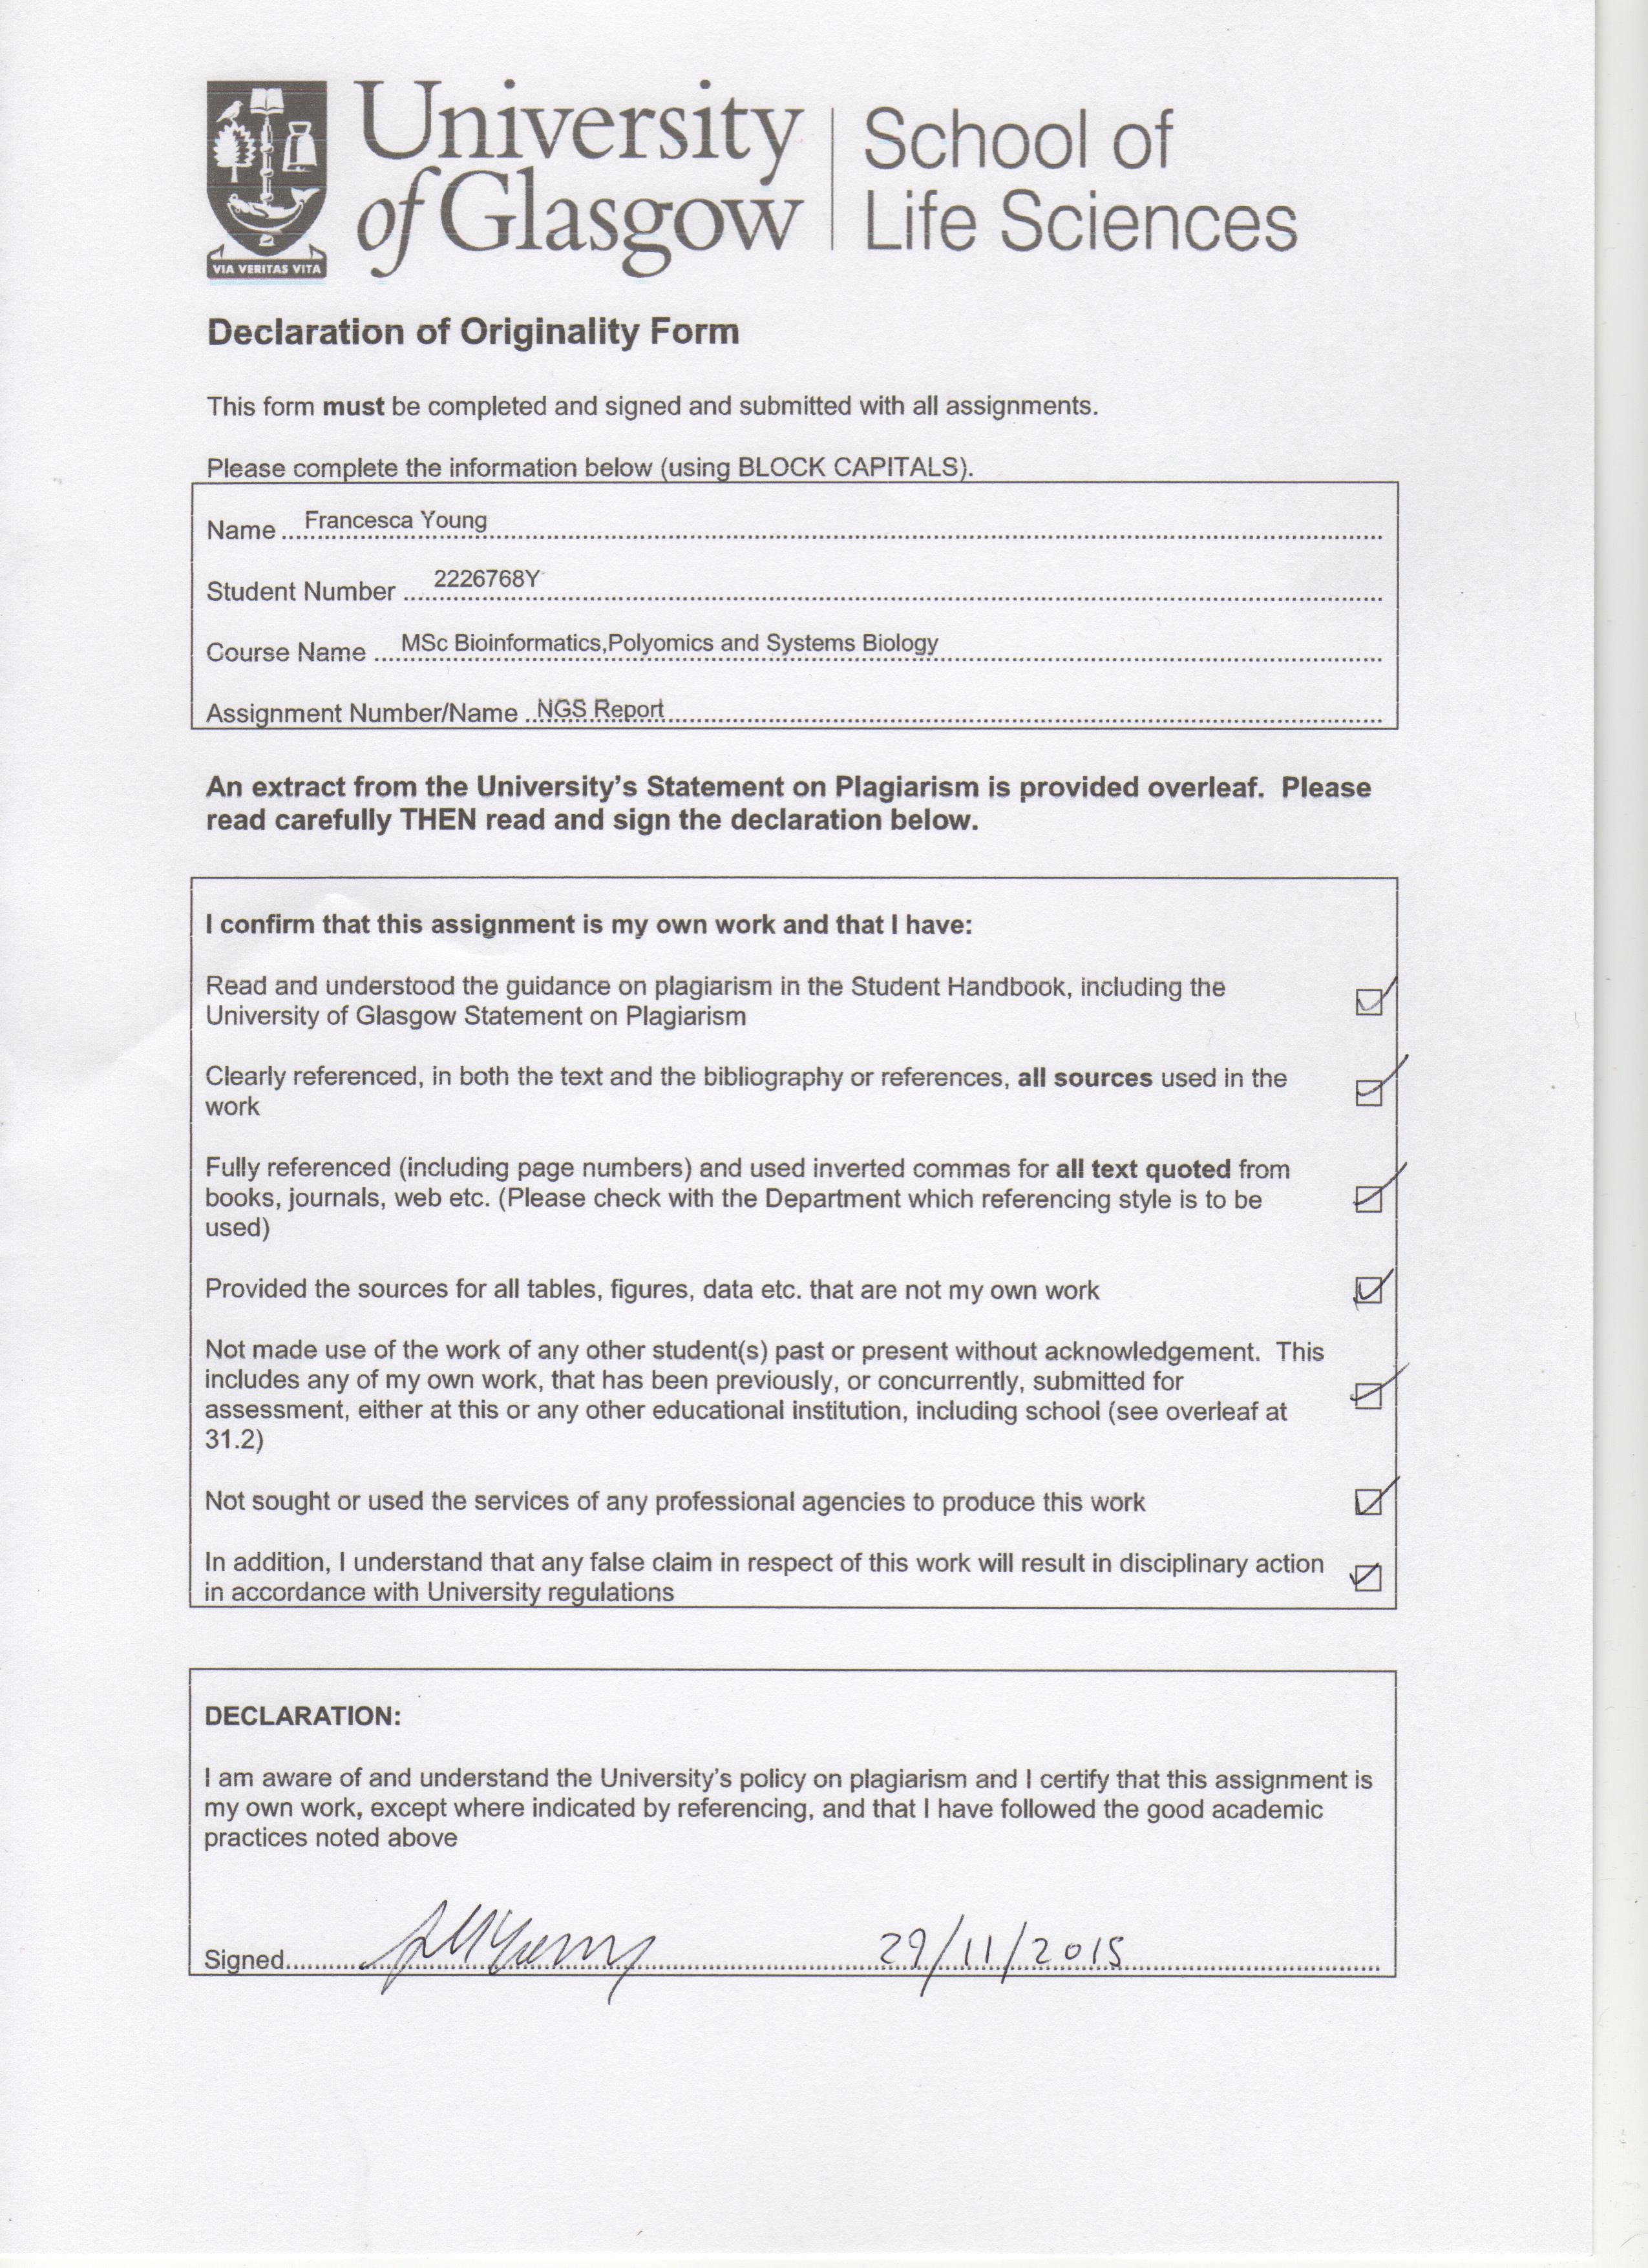 University
of Glasgow
School of
Life Sciences
VIA VERITAS VITA
Declaration of Originality Form
This form must be completed and signed and submitted with all assignments.
Please complete the information below (using BLOCK CAPITALS).
Name Francesca Young
Student Number 2226768Y
Course Name MSc Bioinformatics,Polyomics and Systems Biology
Assignment Number/Name NGS Report
An extract from the University's Statement on Plagiarism is provided overleaf. Please
read carefully THEN read and sign the declaration below.
I confirm that this assignment is my own work and that I have:
Read and understood the guidance on plagiarism in the Student Handbook, including the
University of Glasgow Statement on Plagiarism
Clearly referenced, in both the text and the bibliography or references, all sources used in the
work
Fully referenced (including page numbers) and used inverted commas for all text quoted from
books, journals, web etc. (Please check with the Department which referencing style is to be
used)
Provided the sources for all tables, figures, data etc. that are not my own work
Not made use of the work of any other student(s) past or present without acknowledgement. This
includes any of my own work, that has been previously, or concurrently, submitted for
assessment, either at this or any other educational institution, including school (see overleaf at
31.2)
Not sought or used the services of any professional agencies to produce this work
In addition, I understand that any false claim in respect of this work will result in disciplinary action
in accordance with University regulations
DECLARATION:
I am aware of and understand the University's policy on plagiarism and I certify that this assignment is
my own work, except where indicated by referencing, and that I have followed the good academic
practices noted above
Signed 29/11/2015